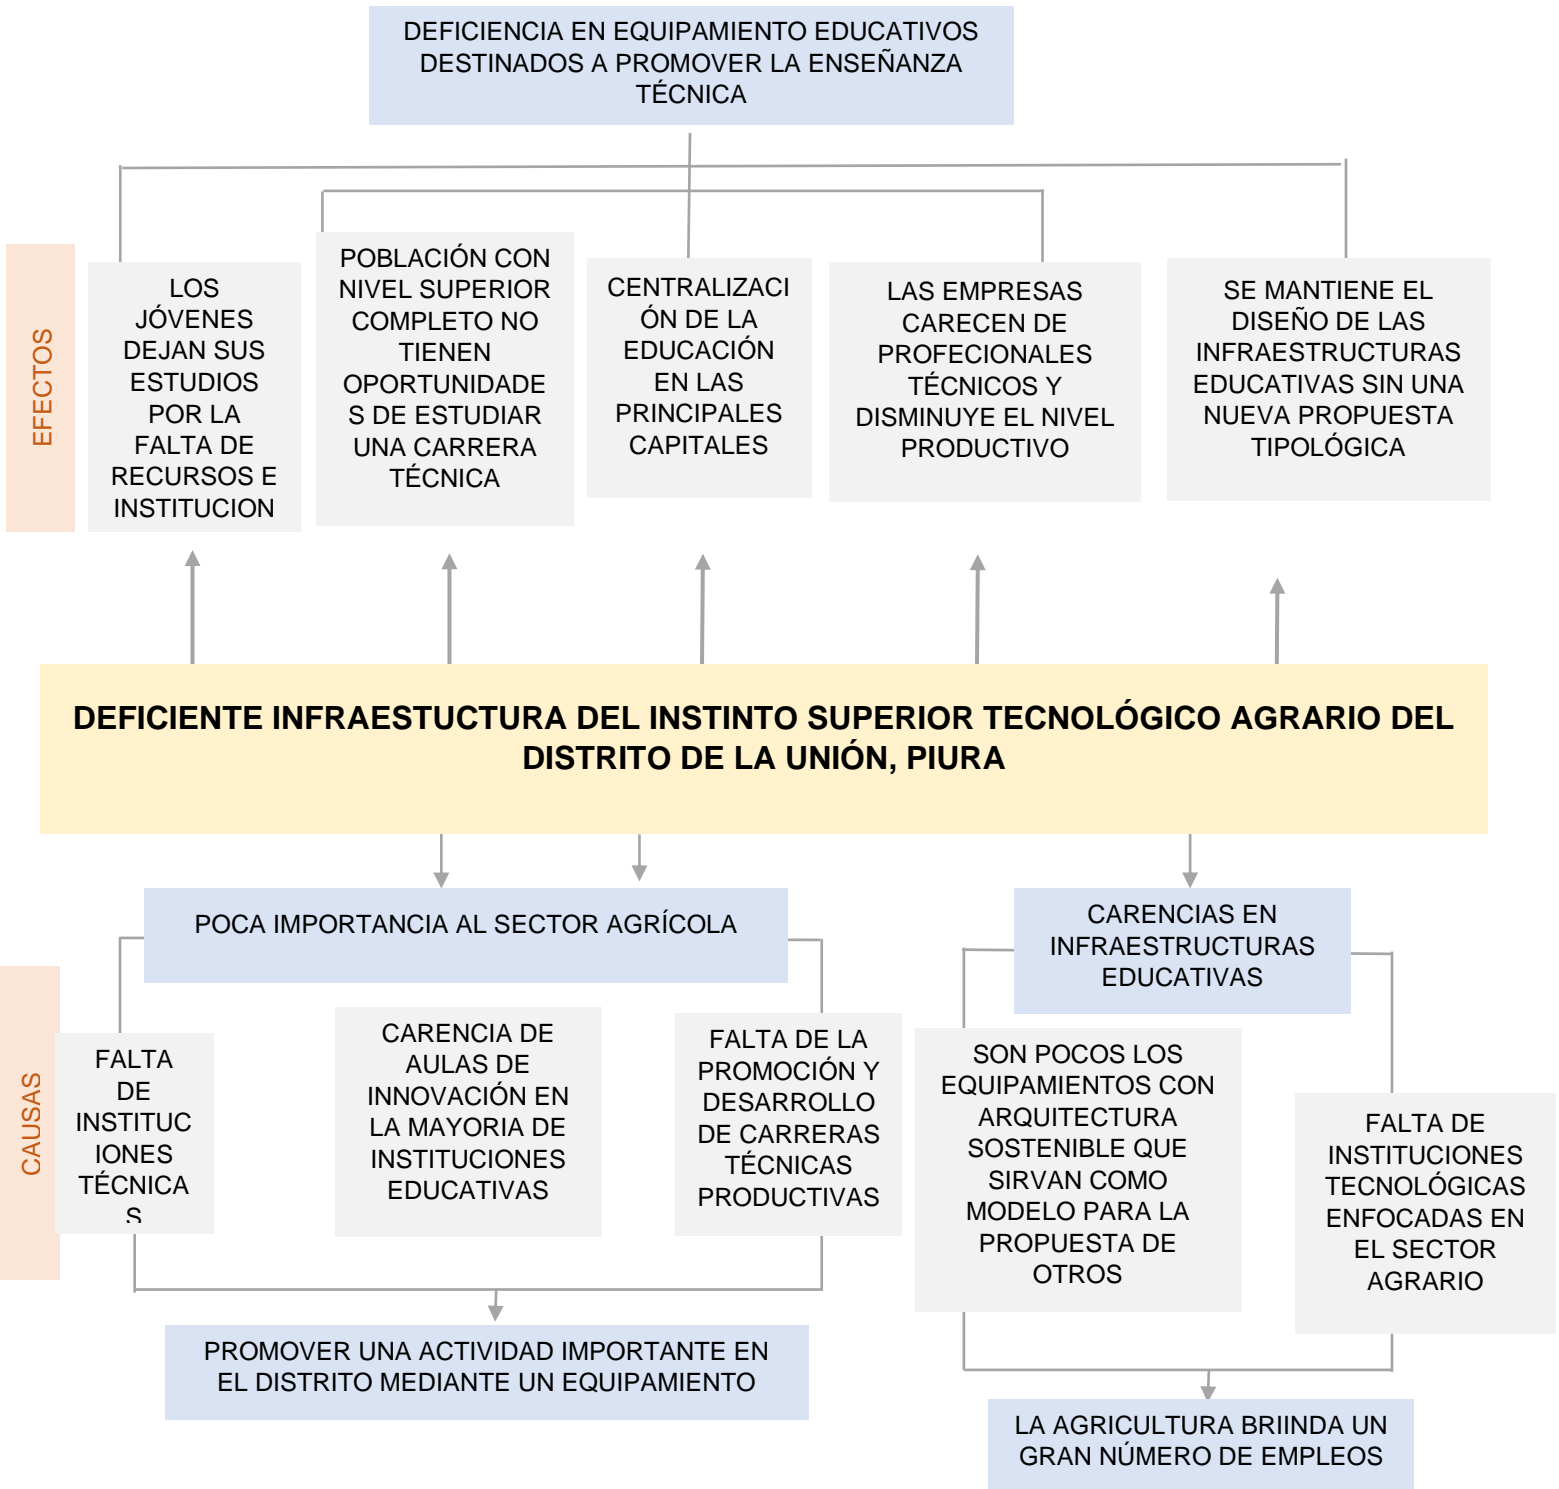 DEFICIENCIA EN EQUIPAMIENTO EDUCATIVOS
DESTINADOS A PROMOVER LA ENSEÑANZA
TÉCNICA
EFECTOS
LOS
JÓVENES
DEJAN SUS
ESTUDIOS
POR LA
FALTA DE
RECURSOS E
INSTITUCION
POBLACIÓN CON
NIVEL SUPERIOR
COMPLETO NO
TIENEN
OPORTUNIDADE
S DE ESTUDIAR
UNA CARRERA
TÉCNICA
CENTRALIZACI
ÓN DE LA
EDUCACIÓN
EN LAS
PRINCIPALES
CAPITALES
LAS EMPRESAS
CARECEN DE
PROFECIONALES
TÉCNICOS Y
DISMINUYE EL NIVEL
PRODUCTIVO
SE MANTIENE EL
DISEÑO DE LAS
INFRAESTRUCTURAS
EDUCATIVAS SIN UNA
NUEVA PROPUESTA
TIPOLÓGICA
DEFICIENTE INFRAESTUCTURA DEL INSTINTO SUPERIOR TECNOLÓGICO AGRARIO DEL
DISTRITO DE LA UNIÓN, PIURA
POCA IMPORTANCIA AL SECTOR AGRÍCOLA
CARENCIAS EN
INFRAESTRUCTURAS
EDUCATIVAS
CAUSAS
FALTA
DE
INSTITUC
IONES
TÉCNICA
S
CARENCIA DE
AULAS DE
INNOVACIÓN EN
LA MAYORIA DE
INSTITUCIONES
EDUCATIVAS
FALTA DE LA
PROMOCIÓN Y
DESARROLLO
DE CARRERAS
TÉCNICAS
PRODUCTIVAS
SON POCOS LOS
EQUIPAMIENTOS CON
ARQUITECTURA
SOSTENIBLE QUE
SIRVAN COMO
MODELO PARA LA
PROPUESTA DE
OTROS
FALTA DE
INSTITUCIONES
TECNOLÓGICAS
ENFOCADAS EN
EL SECTOR
AGRARIO
PROMOVER UNA ACTIVIDAD IMPORTANTE EN
EL DISTRITO MEDIANTE UN EQUIPAMIENTO
LA AGRICULTURA BRIINDA UN
GRAN NÚMERO DE EMPLEOS